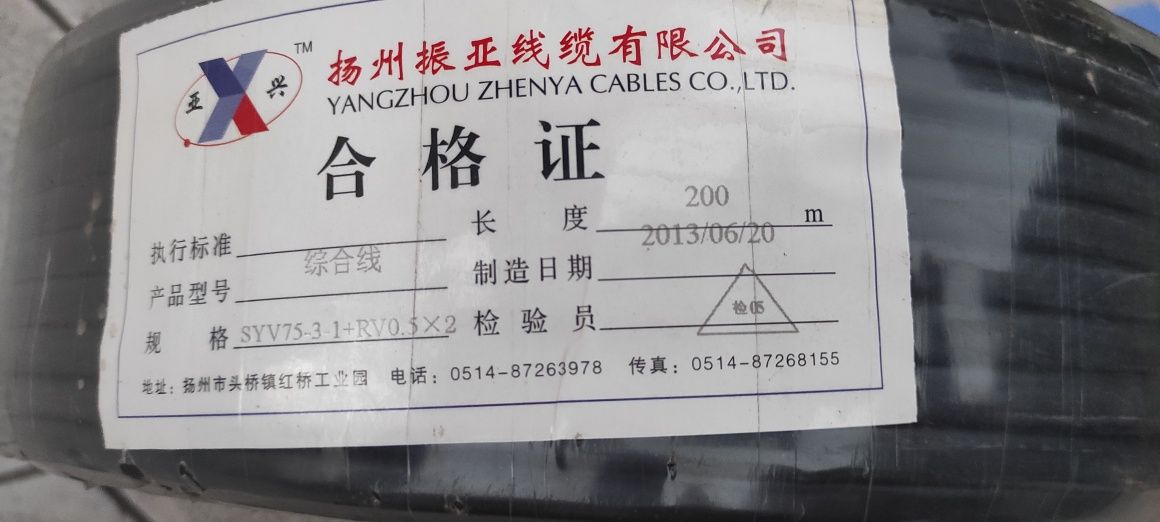 亚 兴 TM
扬州振亚线缆有限公司
YANGZHOU ZHENYA CABLES CO.,LTD.
合格证
执行标准
长度 200 m
产品型号 综合线
制造日期 2013/06/20
规格 SYV75-3-1+RV0.5×2
检验员 检05
地址：扬州市头桥镇红桥工业园 电话：0514-87263978 传真：0514-87268155